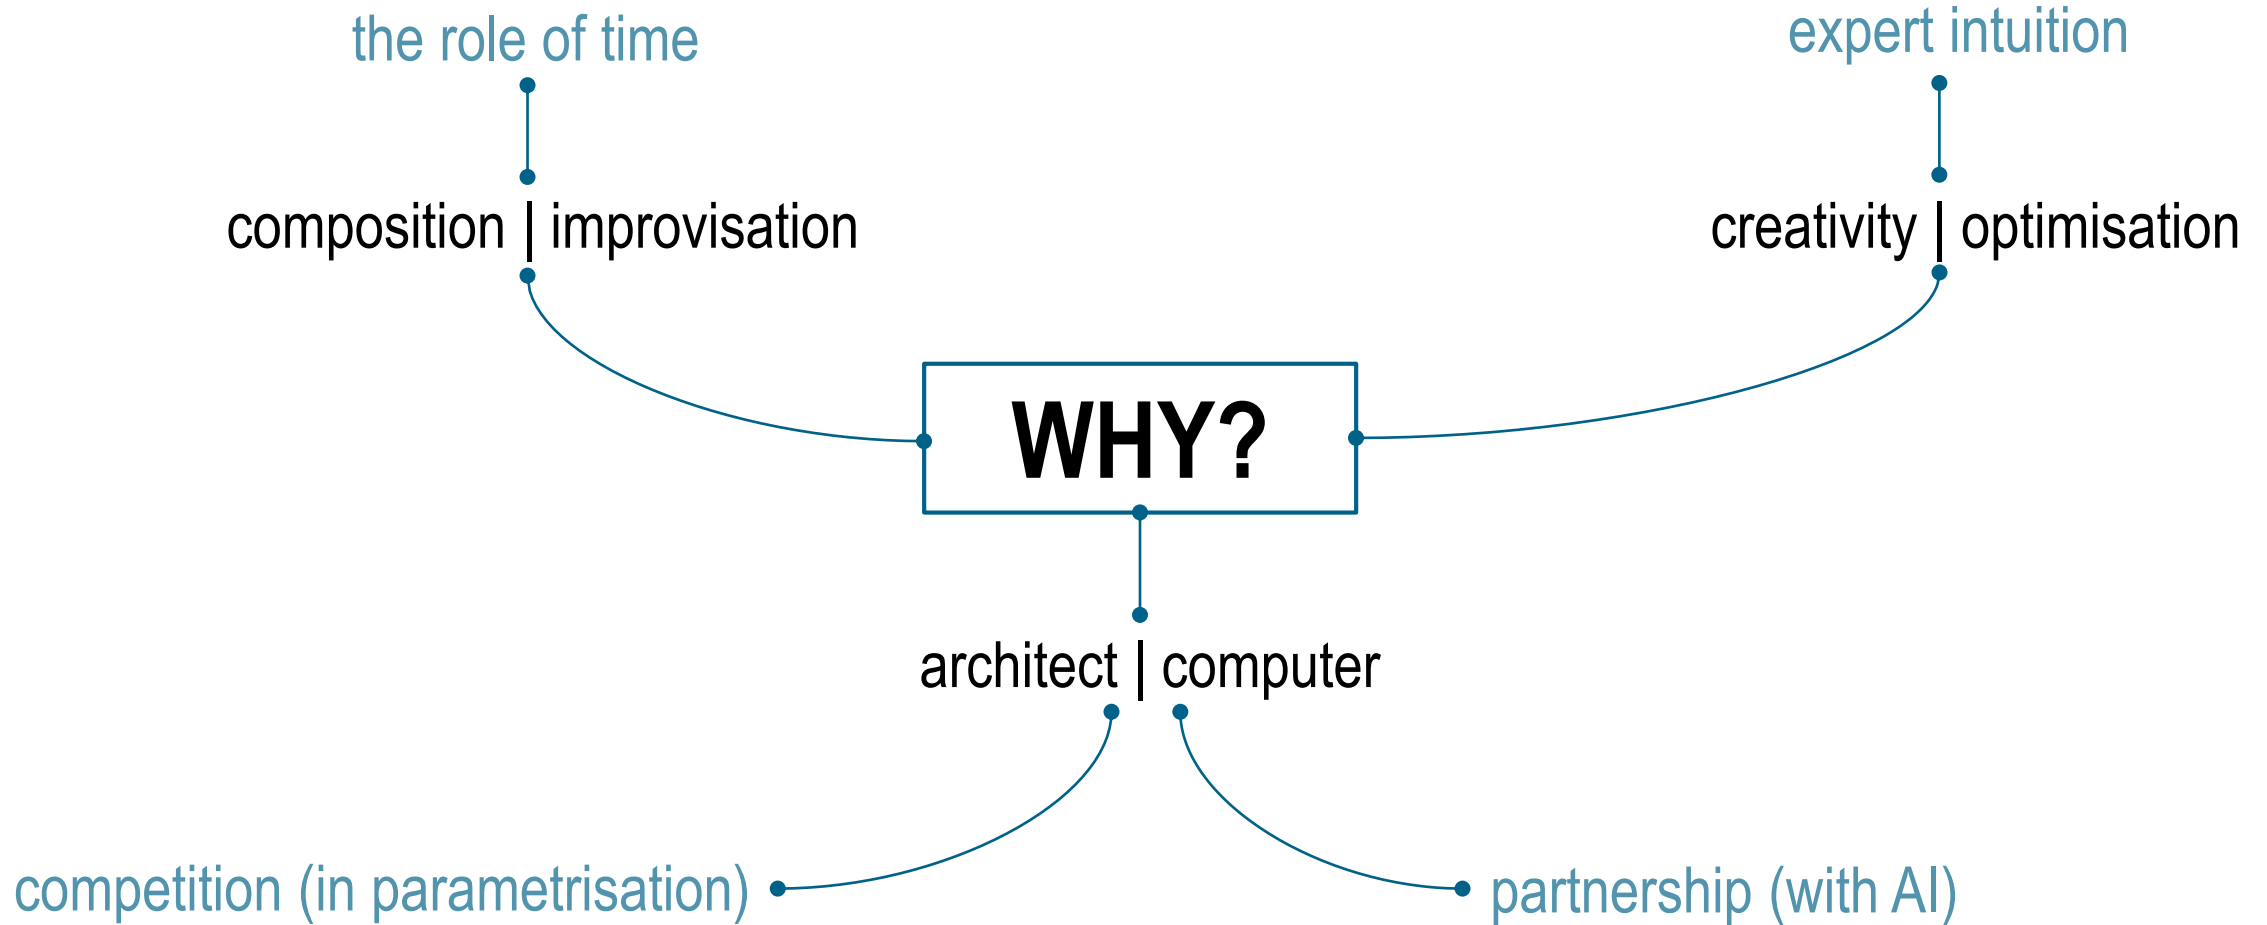 the role of time
expert intuition
composition | improvisation
creativity | optimisation
WHY?
architect | computer
competition (in parametrisation)
partnership (with AI)